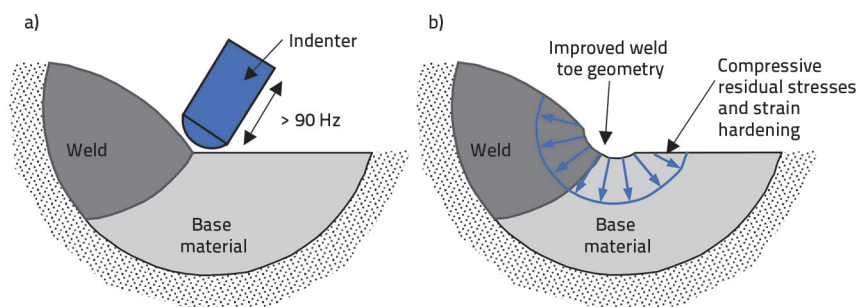 a)
Indenter
> 90 Hz
Weld
Base
material
b)
Improved weld
toe geometry
Compressive
residual stresses
and strain
hardening
Weld
Base
material